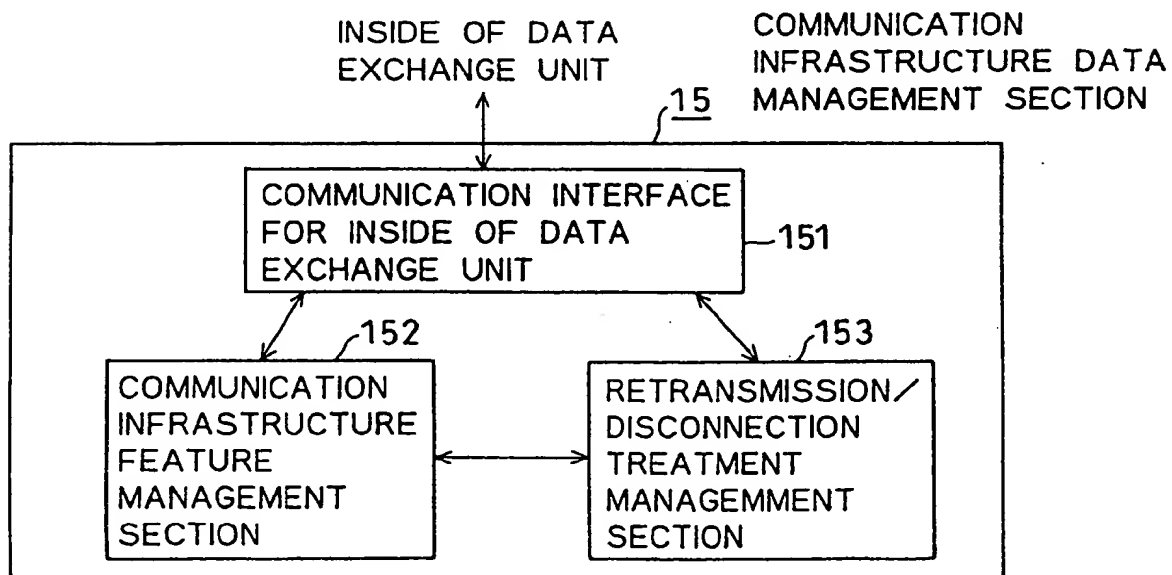 INSIDE OF DATA
EXCHANGE UNIT
COMMUNICATION
INFRASTRUCTURE DATA
MANAGEMENT SECTION
15
COMMUNICATION INTERFACE
FOR INSIDE OF DATA
EXCHANGE UNIT
151
152
COMMUNICATION
INFRASTRUCTURE
FEATURE
MANAGEMENT
SECTION
153
RETRANSMISSION/
DISCONNECTION
TREATMENT
MANAGEMMENT
SECTION